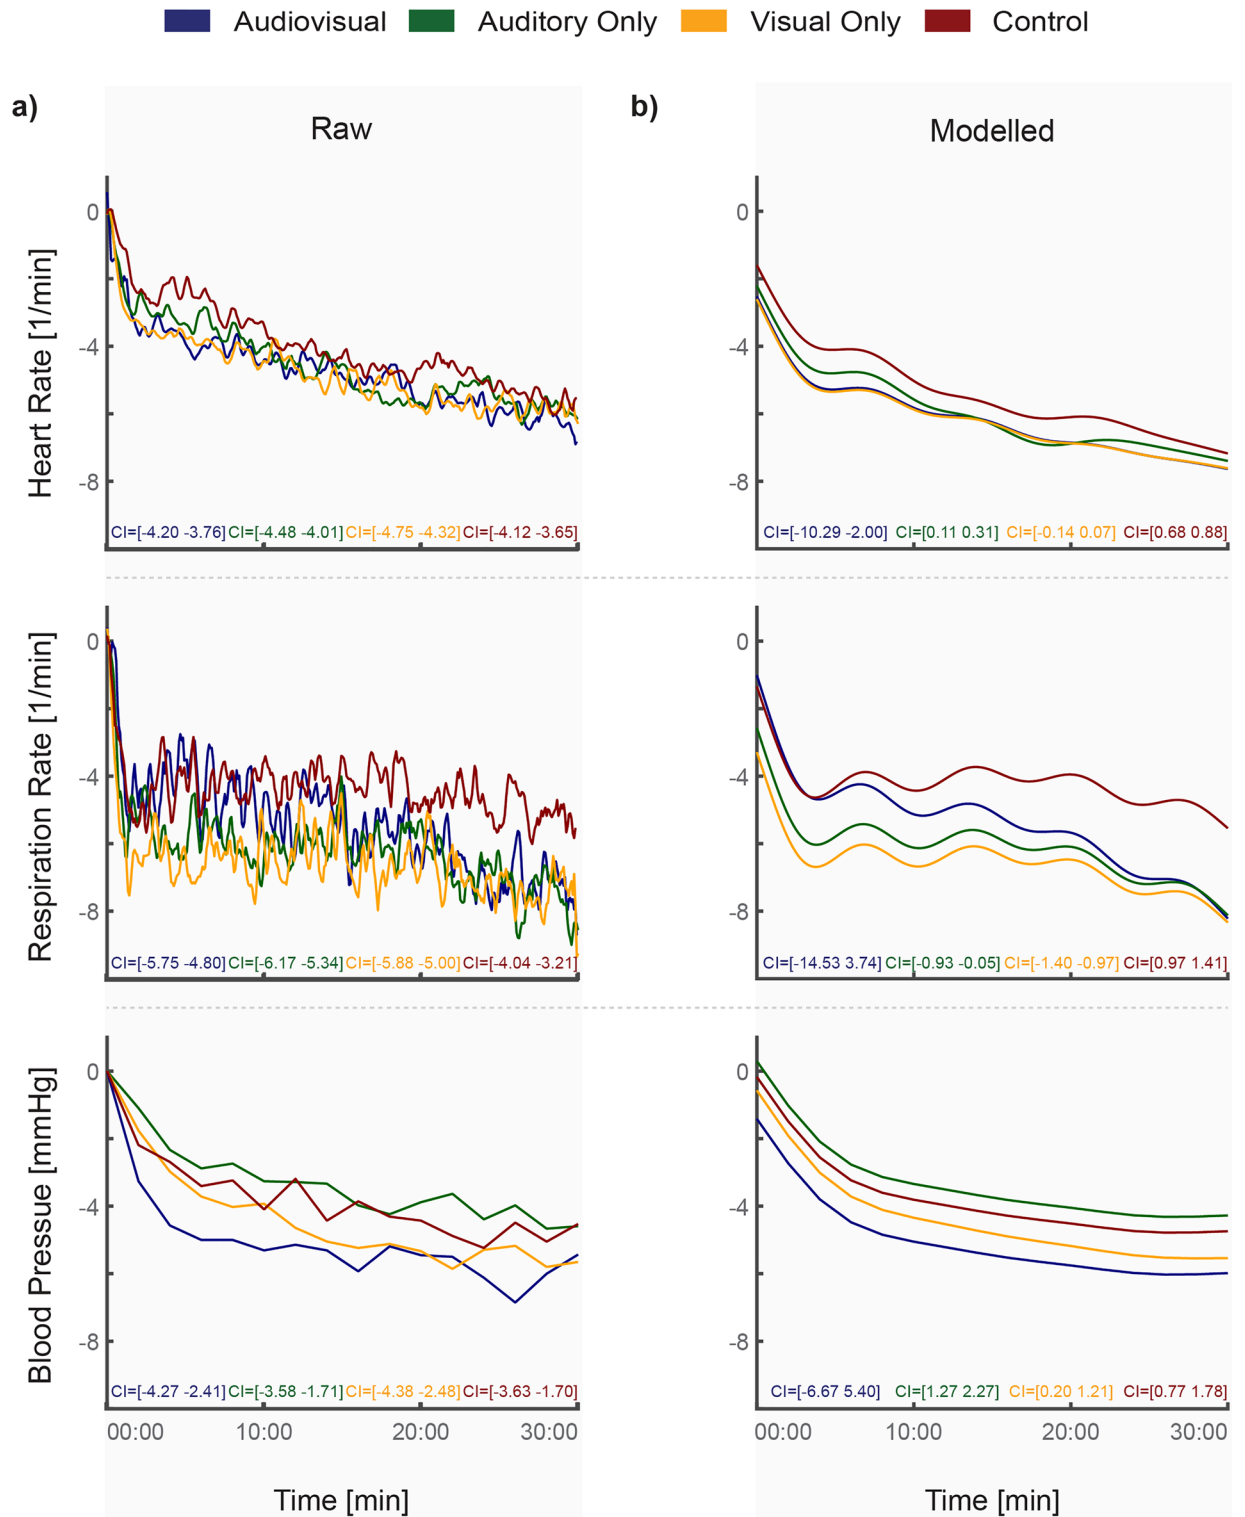 Audiovisual Auditory Only Visual Only Control
a) b)
Raw Modelled
Heart Rate [1/min]
0
-4
-8
CI=[-4.20 -3.76] CI=[-4.48 -4.01] CI=[-4.75 -4.32] CI=[-4.12 -3.65]
0
-4
-8
CI=[-10.29 -2.00] CI=[0.11 0.31] CI=[-0.14 0.07] CI=[0.68 0.88]
Respiration Rate [1/min]
0
-4
-8
CI=[-5.75 -4.80] CI=[-6.17 -5.34] CI=[-5.88 -5.00] CI=[-4.04 -3.21]
0
-4
-8
CI=[-14.53 3.74] CI=[-0.93 -0.05] CI=[-1.40 -0.97] CI=[0.97 1.41]
Blood Pressue [mmHg]
0
-4
-8
CI=[-4.27 -2.41] CI=[-3.58 -1.71] CI=[-4.38 -2.48] CI=[-3.63 -1.70]
0
-4
-8
CI=[-6.67 5.40] CI=[1.27 2.27] CI=[0.20 1.21] CI=[0.77 1.78]
00:00 10:00 20:00 30:00
00:00 10:00 20:00 30:00
Time [min] Time [min]